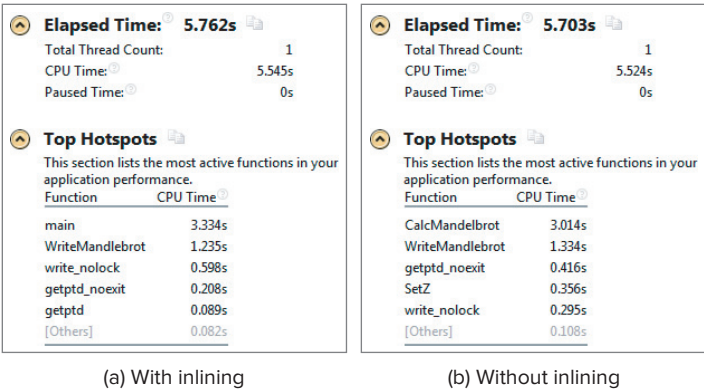 Elapsed Time: 5.762s
Total Thread Count: 1
CPU Time: 5.545s
Paused Time: 0s
Top Hotspots
This section lists the most active functions in your
application performance.
Function CPU Time
main 3.334s
WriteMandlebrot 1.235s
write_nolock 0.598s
getptd_noexit 0.208s
getptd 0.089s
[Others] 0.082s
(a) With inlining
Elapsed Time: 5.703s
Total Thread Count: 1
CPU Time: 5.524s
Paused Time: 0s
Top Hotspots
This section lists the most active functions in your
application performance.
Function CPU Time
CalcMandelbrot 3.014s
WriteMandlebrot 1.334s
getptd_noexit 0.416s
SetZ 0.356s
write_nolock 0.295s
[Others] 0.108s
(b) Without inlining